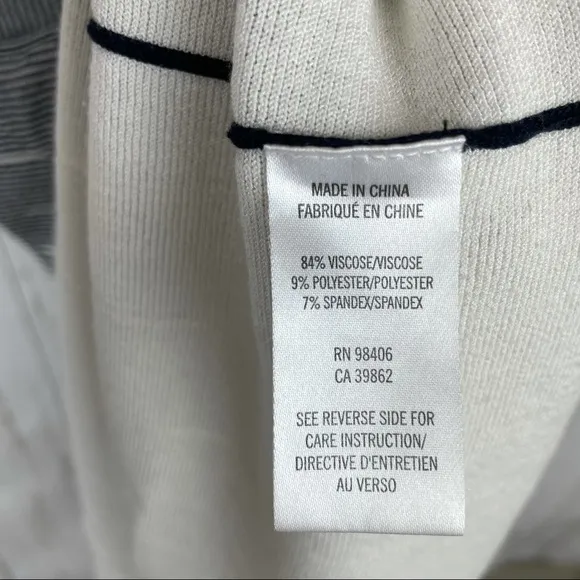 MADE IN CHINA
FABRIQUÉ EN CHINE
84% VISCOSE/VISCOSE
9% POLYESTER/POLYESTER
7% SPANDEX/SPANDEX
RN 98406
CA 39862
SEE REVERSE SIDE FOR
CARE INSTRUCTION/
DIRECTIVE D'ENTRETIEN
AU VERSO